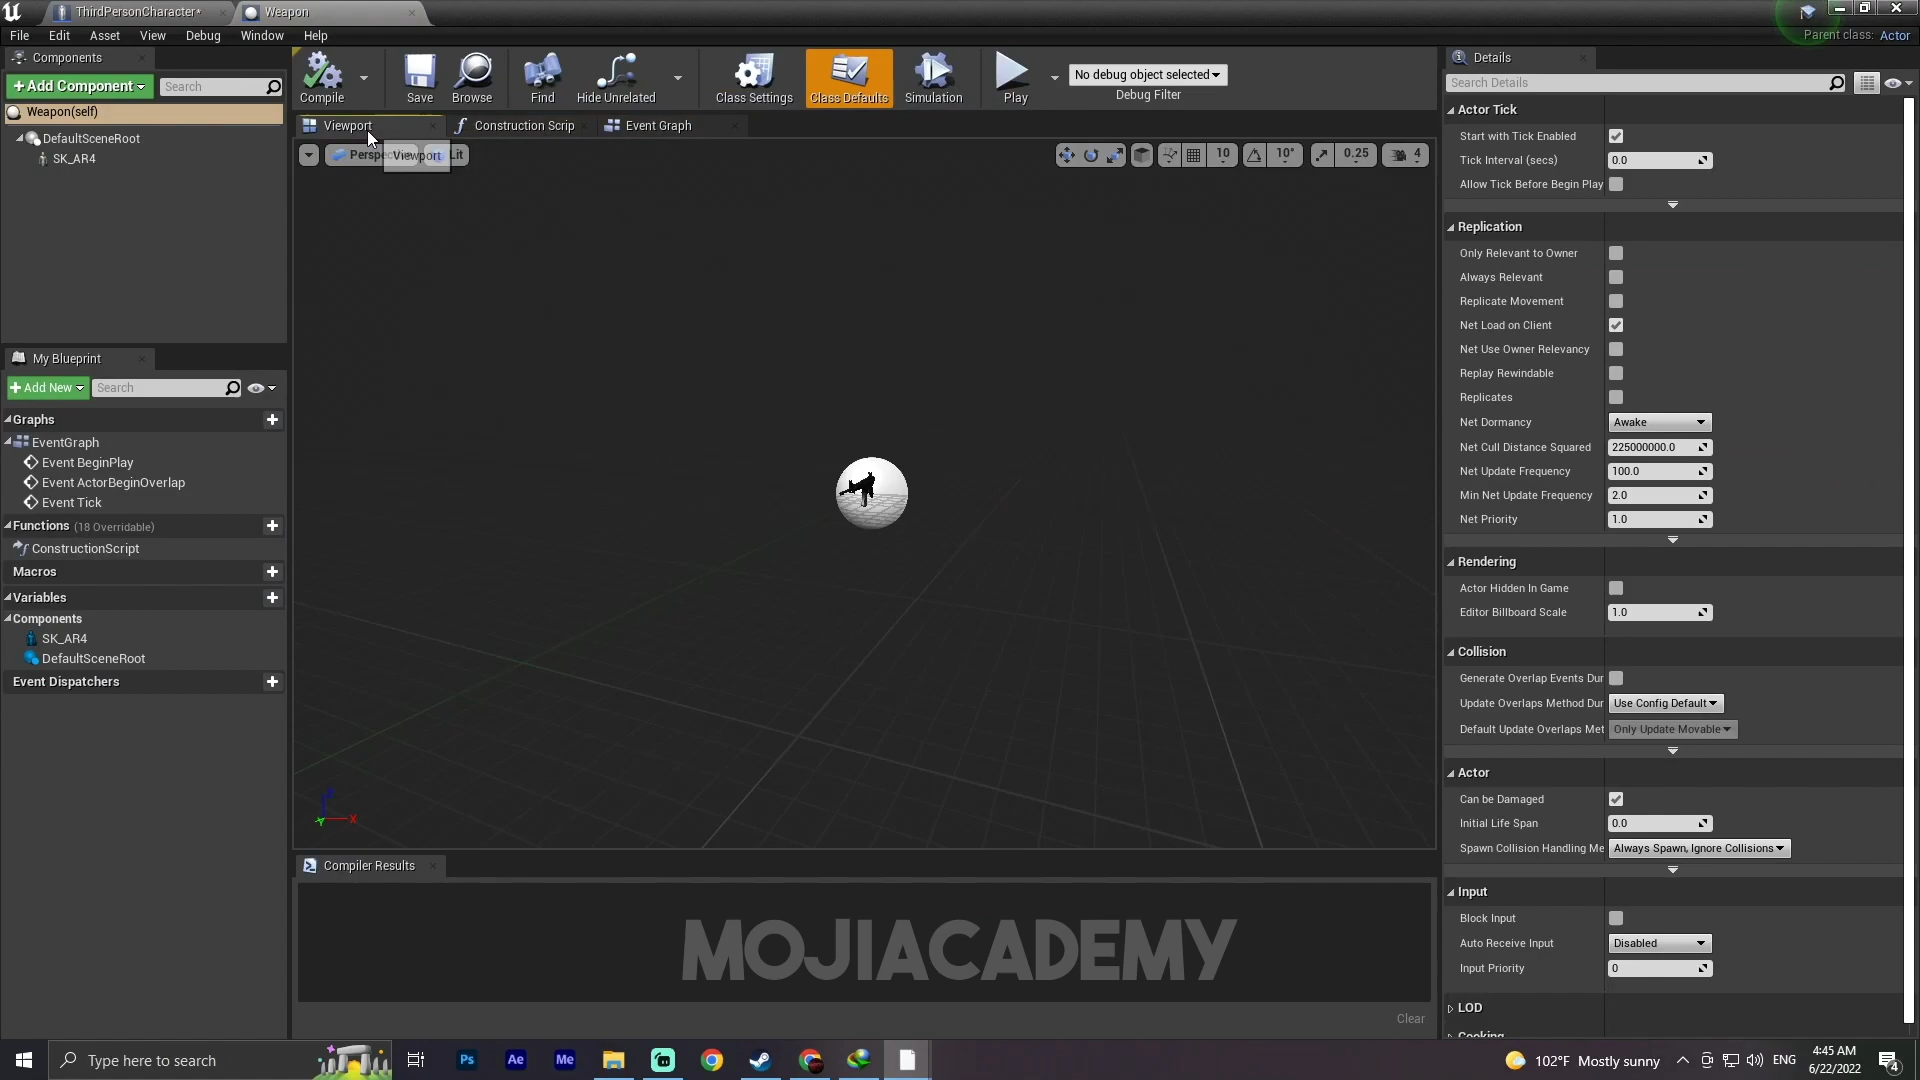 ThirdPersonCharacter*
Weapon
File Edit Asset View Debug Window Help
Parent class: Actor
Components
+Add Component
Search
Weapon(self)
DefaultSceneRoot
SK_AR4
My Blueprint
+Add New
Search
Graphs
EventGraph
Event BeginPlay
Event ActorBeginOverlap
Event Tick
Functions (18 Overridable)
ConstructionScript
Macros
Variables
Components
SK_AR4
DefaultSceneRoot
Event Dispatchers
Compile
Save
Browse
Find
Hide Unrelated
Class Settings
Class Defaults
Simulation
Play
No debug object selected
Debug Filter
Viewport
Construction Scrip
Event Graph
Perspe
Viewport
Lit
10
10°
0.25
4
X
Compiler Results
MOJIACADEMY
Clear
Details
Search Details
Actor Tick
Start with Tick Enabled
Tick Interval (secs) 0.0
Allow Tick Before Begin Play
Replication
Only Relevant to Owner
Always Relevant
Replicate Movement
Net Load on Client
Net Use Owner Relevancy
Replay Rewindable
Replicates
Net Dormancy Awake
Net Cull Distance Squared 225000000.0
Net Update Frequency 100.0
Min Net Update Frequency 2.0
Net Priority 1.0
Rendering
Actor Hidden In Game
Editor Billboard Scale 1.0
Collision
Generate Overlap Events Dur
Update Overlaps Method Dur Use Config Default
Default Update Overlaps Met Only Update Movable
Actor
Can be Damaged
Initial Life Span 0.0
Spawn Collision Handling Me Always Spawn, Ignore Collisions
Input
Block Input
Auto Receive Input Disabled
Input Priority 0
LOD
Cooking
Type here to search
Ps
Ae
Me
102°F Mostly sunny
ENG
4:45 AM
6/22/2022
4